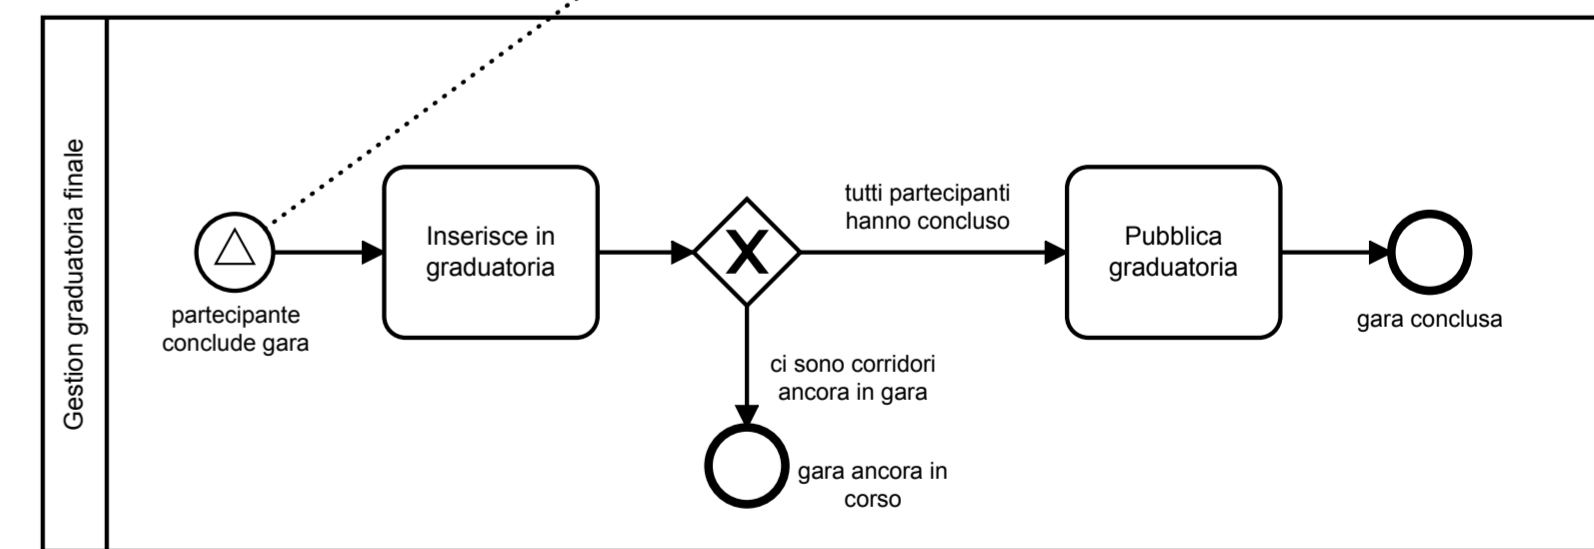 Gestion graduatoria finale
partecipante
conclude gara
Inserisce in
graduatoria
X
tutti partecipanti
hanno concluso
ci sono corridori
ancora in gara
gara ancora in
corso
Pubblica
graduatoria
gara conclusa